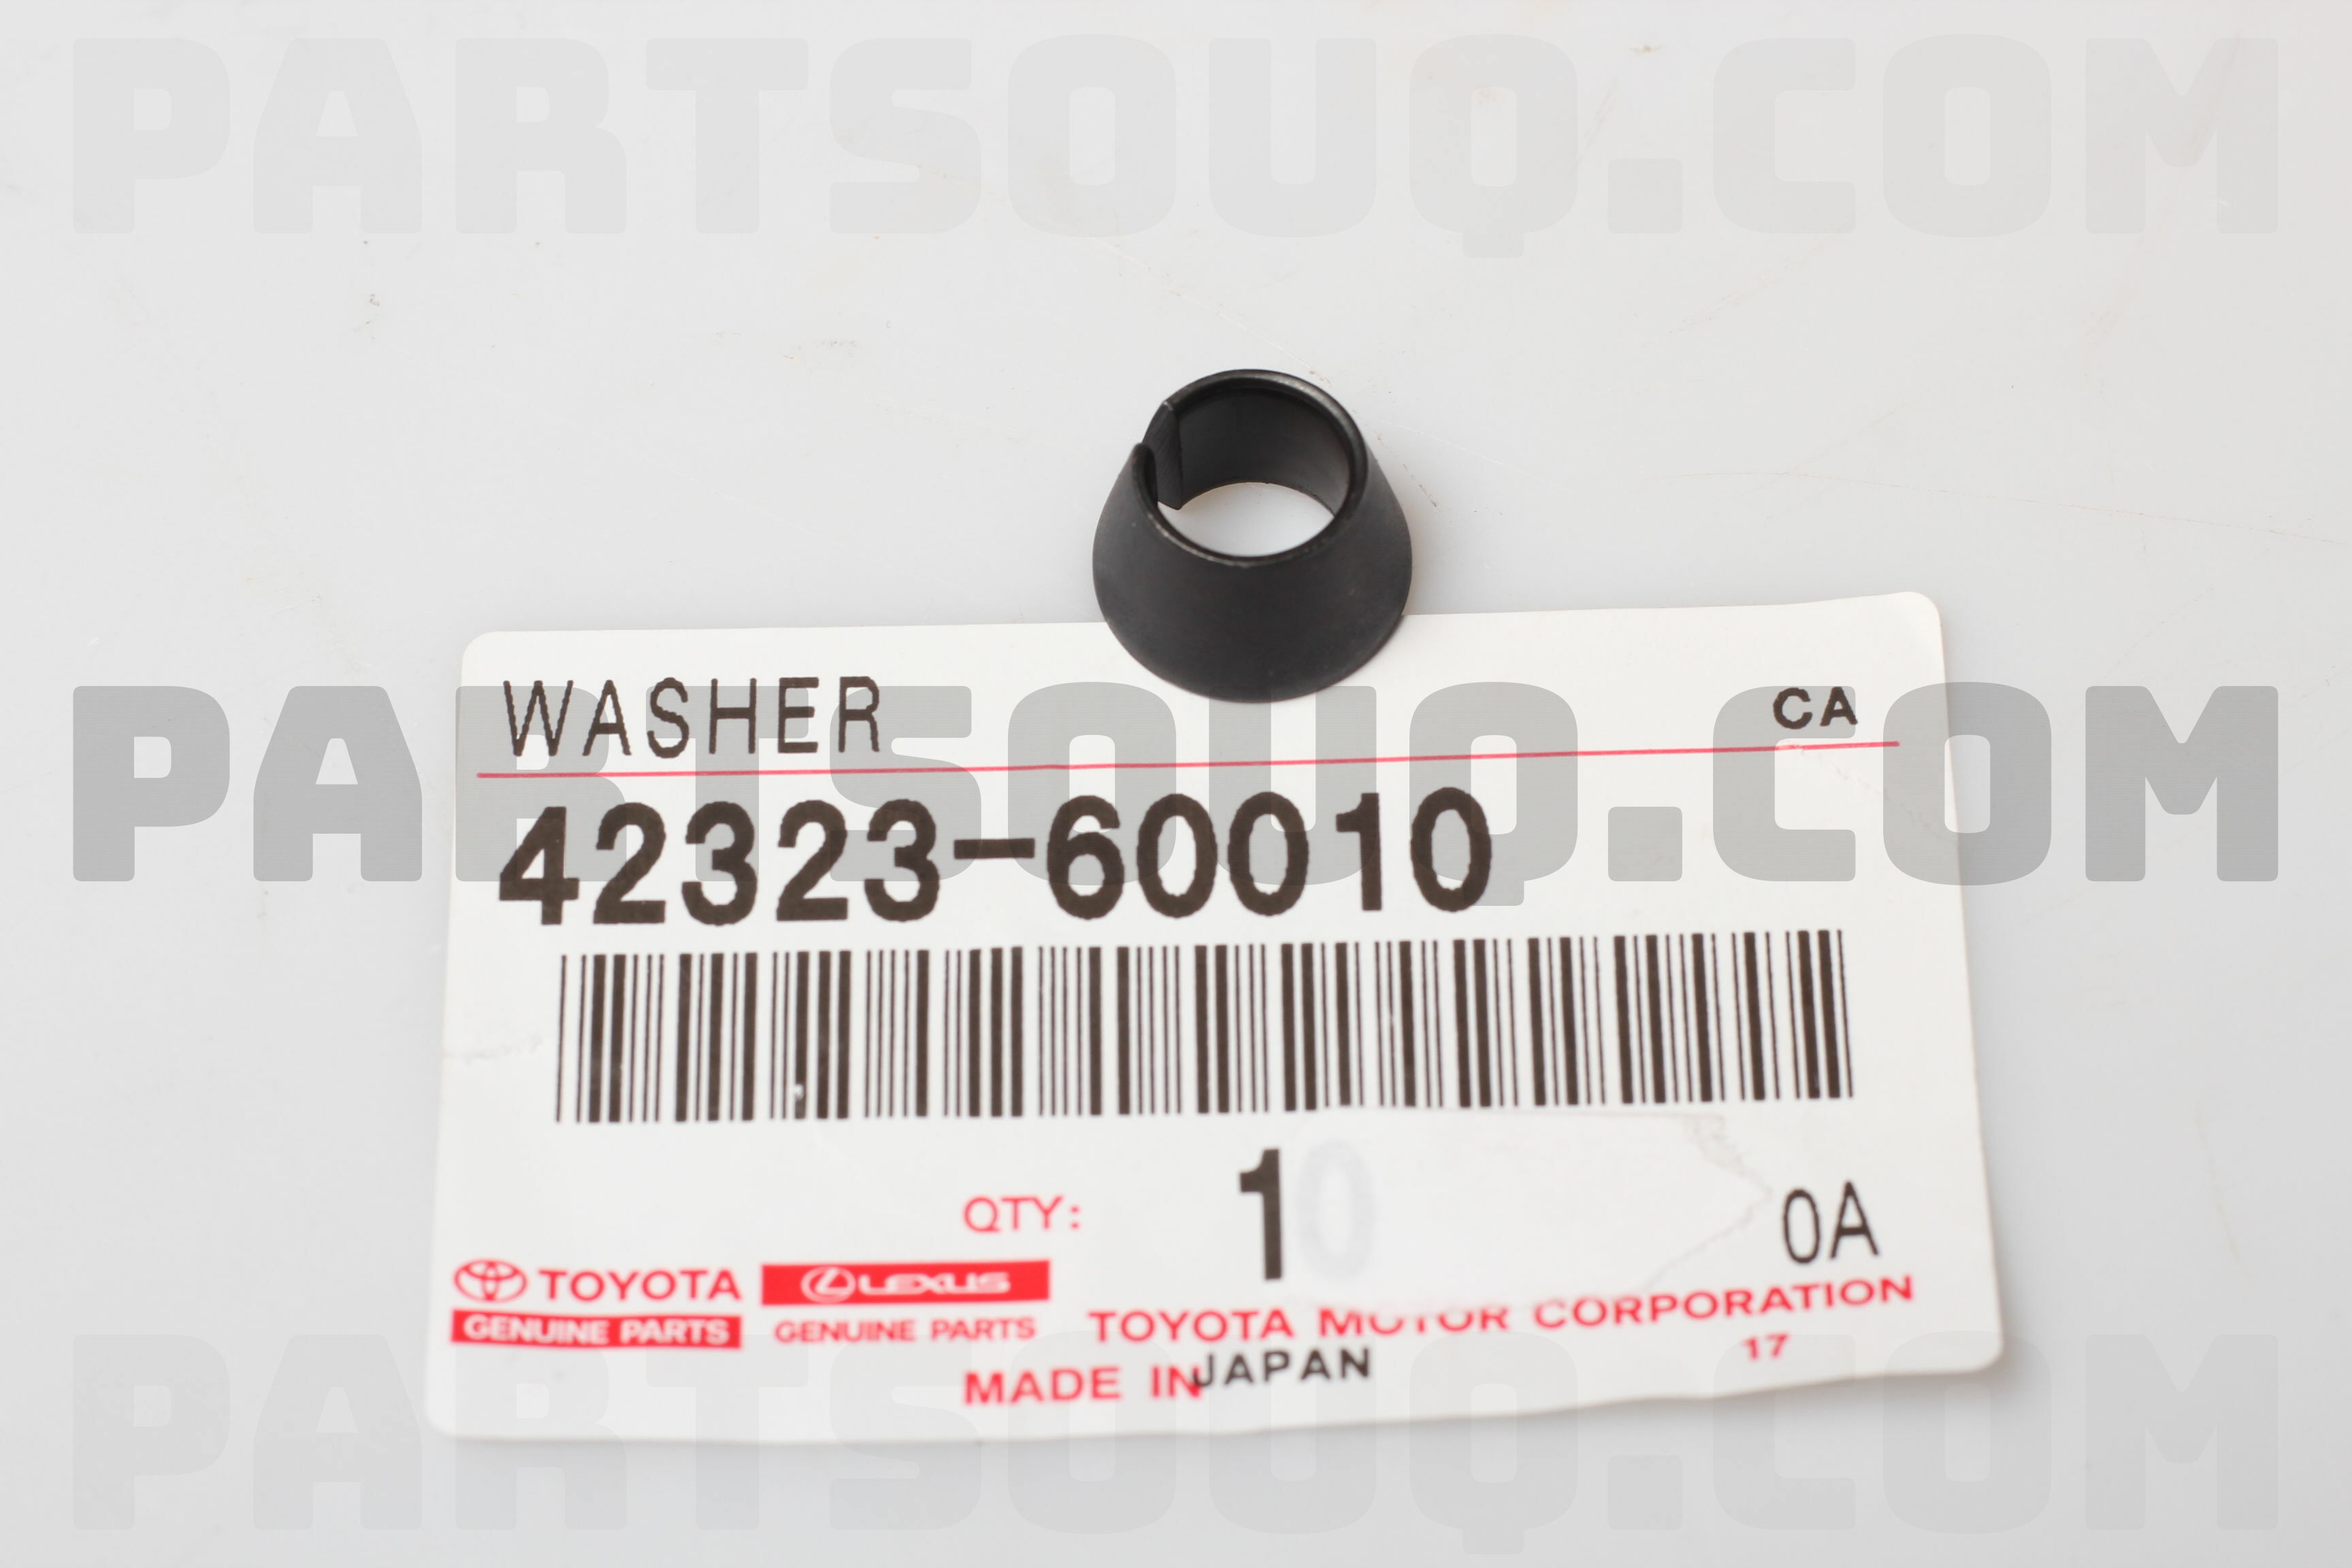 PARTSOUQ.COM
WASHER CA
PARTSOUQ.COM
42323-60010
QTY: 10 0A
TOYOTA LEXUS
GENUINE PARTS GENUINE PARTS TOYOTA MOTOR CORPORATION
MADE IN JAPAN 17
PARTSOUQ.COM